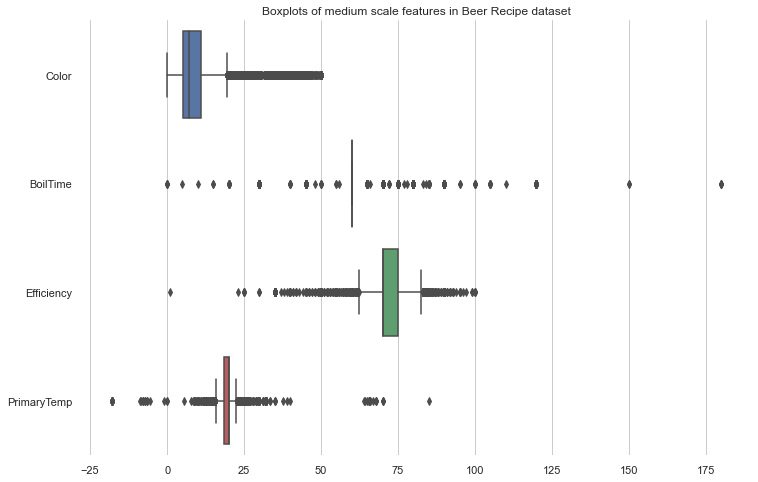 Boxplots of medium scale features in Beer Recipe dataset
Color
BoilTime
Efficiency
PrimaryTemp
−25 0 25 50 75 100 125 150 175